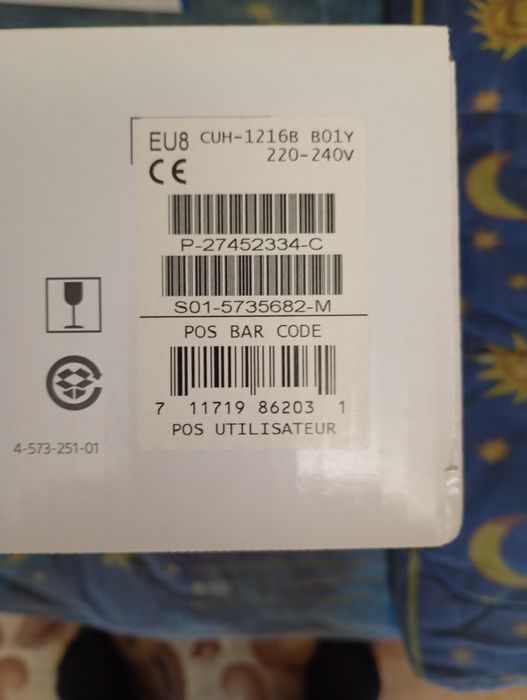 EU8 CUH-1216B B01Y
220-240V
CE
P-27452334-C
S01-5735682-M
POS BAR CODE
7 11719 86203 1
POS UTILISATEUR
4-573-251-01